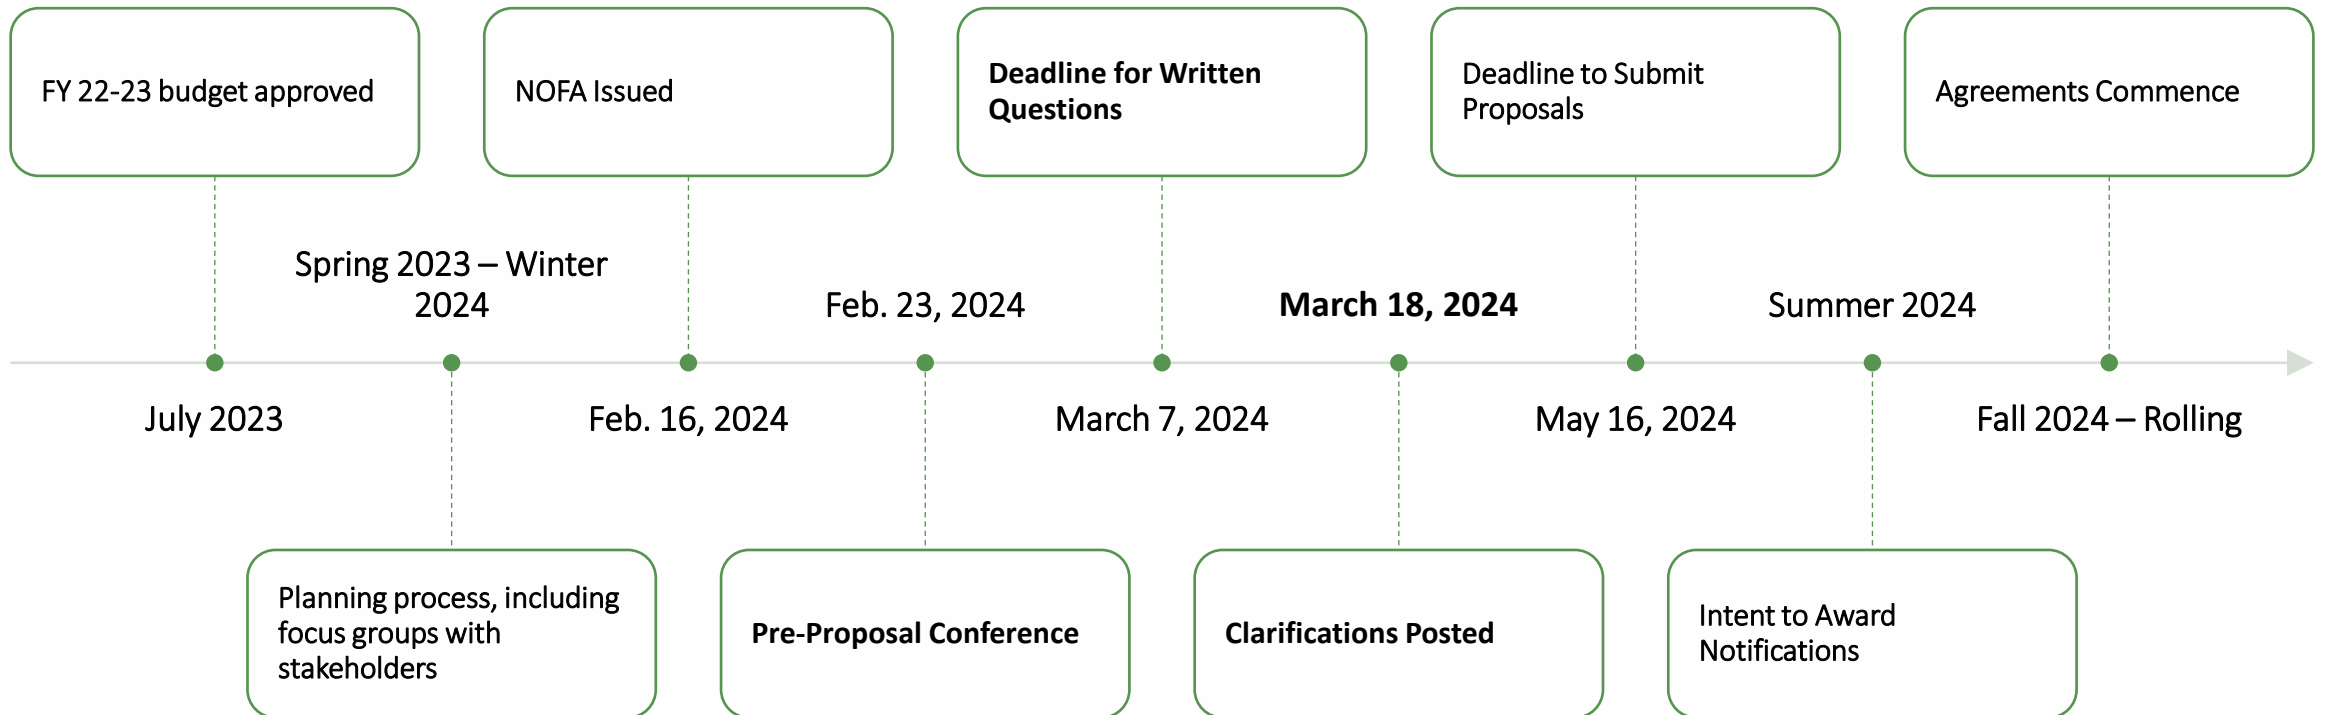 FY 22-23 budget approved
NOFA Issued
Deadline for Written
Questions
Deadline to Submit
Proposals
Agreements Commence
Spring 2023 – Winter
2024
Feb. 23, 2024
March 18, 2024
Summer 2024
July 2023
Feb. 16, 2024
March 7, 2024
May 16, 2024
Fall 2024 – Rolling
Planning process, including
focus groups with
stakeholders
Pre-Proposal Conference
Clarifications Posted
Intent to Award
Notifications